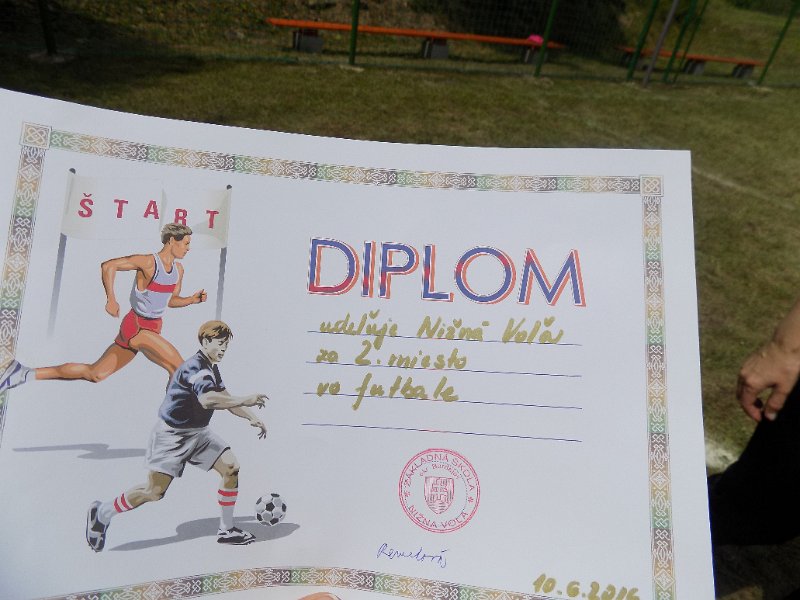 ŠTART
DIPLOM
udeľuje Nižná Voľa
za 2. miesto
vo futbale
ZÁKLADNÁ ŠKOLA
NIŽNÁ VOĽA
10.6.2016